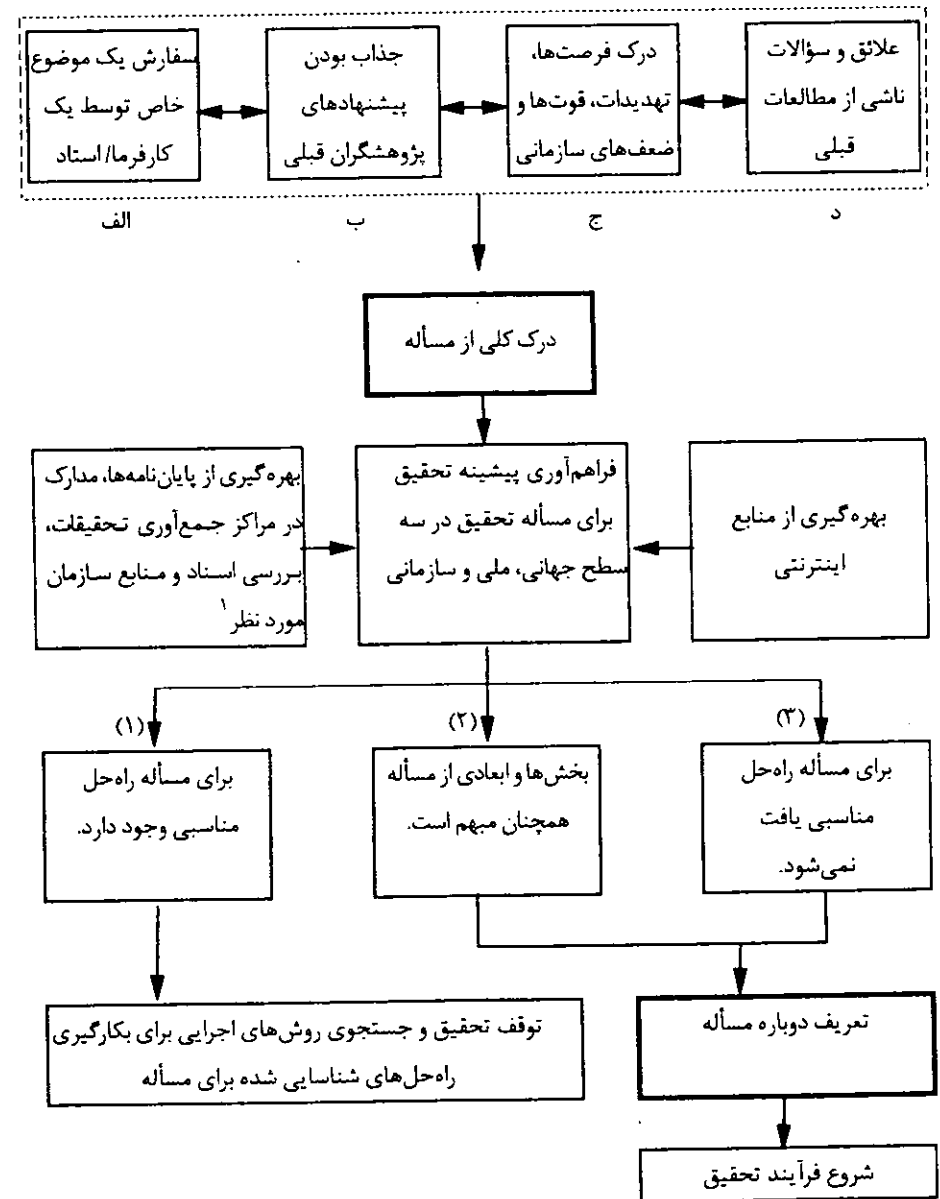 علائق و سؤالات
ناشی از مطالعات
قبلی
درک فرصت‌ها،
تهدیدات، قوت‌ها و
ضعف‌های سازمانی
جذاب بودن
پیشنهادهای
پژوهشگران قبلی
سفارش یک موضوع
خاص توسط یک
کارفرما/ استاد
د
ج
ب
الف
درک کلی از مسأله
بهره‌گیری از منابع
اینترنتی
فراهم‌آوری پیشینه تحقیق
برای مسأله تحقیق در سه
سطح جهانی، ملی و سازمانی
بهره‌گیری از پایان‌نامه‌ها، مدارک
در مراکز جمع‌آوری تحقیقات،
بررسی اسناد و منابع سازمان
مورد نظر۱
(۳)
(۲)
(۱)
برای مسأله راه‌حل
مناسبی یافت
نمی‌شود.
بخش‌ها و ابعادی از مسأله
همچنان مبهم است.
برای مسأله راه‌حل
مناسبی وجود دارد.
تعریف دوباره مسأله
توقف تحقیق و جستجوی روش‌های اجرایی برای بکارگیری
راه‌حل‌های شناسایی شده برای مسأله
شروع فرآیند تحقیق